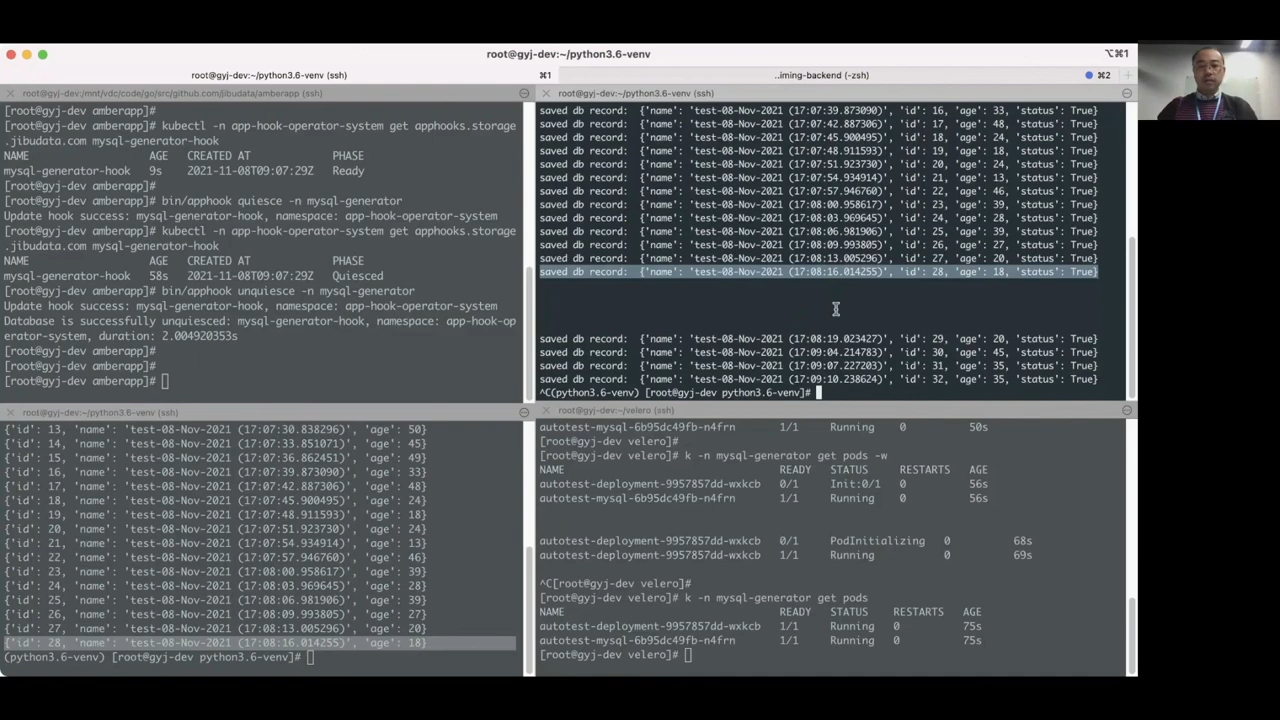 root@gyj-dev:~/python3.6-venv
⌥⌘1
root@gyj-dev:~/python3.6-venv (ssh)
⌘1
..iming-backend (-zsh)
⌘2
root@gyj-dev:/mnt/vdc/code/go/src/github.com/jibudata/amberapp (ssh)
[root@gyj-dev amberapp]#
[root@gyj-dev amberapp]# kubectl -n app-hook-operator-system get apphooks.storage
.jibudata.com mysql-generator-hook
NAME AGE CREATED AT PHASE
mysql-generator-hook 9s 2021-11-08T09:07:29Z Ready
[root@gyj-dev amberapp]#
[root@gyj-dev amberapp]# bin/apphook quiesce -n mysql-generator
Update hook success: mysql-generator-hook, namespace: app-hook-operator-system
[root@gyj-dev amberapp]# kubectl -n app-hook-operator-system get apphooks.storage
.jibudata.com mysql-generator-hook
NAME AGE CREATED AT PHASE
mysql-generator-hook 58s 2021-11-08T09:07:29Z Quiesced
[root@gyj-dev amberapp]# bin/apphook unquiesce -n mysql-generator
Update hook success: mysql-generator-hook, namespace: app-hook-operator-system
Database is successfully unquiesced: mysql-generator-hook, namespace: app-hook-op
erator-system, duration: 2.004920353s
[root@gyj-dev amberapp]#
[root@gyj-dev amberapp]#
[root@gyj-dev amberapp]#
root@gyj-dev:~/python3.6-venv (ssh)
saved db record: {'name': 'test-08-Nov-2021 (17:07:39.873090)', 'id': 16, 'age': 33, 'status': True}
saved db record: {'name': 'test-08-Nov-2021 (17:07:42.887306)', 'id': 17, 'age': 48, 'status': True}
saved db record: {'name': 'test-08-Nov-2021 (17:07:45.900495)', 'id': 18, 'age': 24, 'status': True}
saved db record: {'name': 'test-08-Nov-2021 (17:07:48.911593)', 'id': 19, 'age': 18, 'status': True}
saved db record: {'name': 'test-08-Nov-2021 (17:07:51.923730)', 'id': 20, 'age': 24, 'status': True}
saved db record: {'name': 'test-08-Nov-2021 (17:07:54.934914)', 'id': 21, 'age': 13, 'status': True}
saved db record: {'name': 'test-08-Nov-2021 (17:07:57.946760)', 'id': 22, 'age': 46, 'status': True}
saved db record: {'name': 'test-08-Nov-2021 (17:08:00.958617)', 'id': 23, 'age': 39, 'status': True}
saved db record: {'name': 'test-08-Nov-2021 (17:08:03.969645)', 'id': 24, 'age': 28, 'status': True}
saved db record: {'name': 'test-08-Nov-2021 (17:08:06.981906)', 'id': 25, 'age': 39, 'status': True}
saved db record: {'name': 'test-08-Nov-2021 (17:08:09.993805)', 'id': 26, 'age': 27, 'status': True}
saved db record: {'name': 'test-08-Nov-2021 (17:08:13.005296)', 'id': 27, 'age': 20, 'status': True}
saved db record: {'name': 'test-08-Nov-2021 (17:08:16.014255)', 'id': 28, 'age': 18, 'status': True}
saved db record: {'name': 'test-08-Nov-2021 (17:08:19.023427)', 'id': 29, 'age': 20, 'status': True}
saved db record: {'name': 'test-08-Nov-2021 (17:09:04.214783)', 'id': 30, 'age': 45, 'status': True}
saved db record: {'name': 'test-08-Nov-2021 (17:09:07.227203)', 'id': 31, 'age': 35, 'status': True}
saved db record: {'name': 'test-08-Nov-2021 (17:09:10.238624)', 'id': 32, 'age': 35, 'status': True}
^C(python3.6-venv) [root@gyj-dev python3.6-venv]#
root@gyj-dev:~/python3.6-venv (ssh)
{'id': 13, 'name': 'test-08-Nov-2021 (17:07:30.838296)', 'age': 50}
{'id': 14, 'name': 'test-08-Nov-2021 (17:07:33.851071)', 'age': 45}
{'id': 15, 'name': 'test-08-Nov-2021 (17:07:36.862451)', 'age': 49}
{'id': 16, 'name': 'test-08-Nov-2021 (17:07:39.873090)', 'age': 33}
{'id': 17, 'name': 'test-08-Nov-2021 (17:07:42.887306)', 'age': 48}
{'id': 18, 'name': 'test-08-Nov-2021 (17:07:45.900495)', 'age': 24}
{'id': 19, 'name': 'test-08-Nov-2021 (17:07:48.911593)', 'age': 18}
{'id': 20, 'name': 'test-08-Nov-2021 (17:07:51.923730)', 'age': 24}
{'id': 21, 'name': 'test-08-Nov-2021 (17:07:54.934914)', 'age': 13}
{'id': 22, 'name': 'test-08-Nov-2021 (17:07:57.946760)', 'age': 46}
{'id': 23, 'name': 'test-08-Nov-2021 (17:08:00.958617)', 'age': 39}
{'id': 24, 'name': 'test-08-Nov-2021 (17:08:03.969645)', 'age': 28}
{'id': 25, 'name': 'test-08-Nov-2021 (17:08:06.981906)', 'age': 39}
{'id': 26, 'name': 'test-08-Nov-2021 (17:08:09.993805)', 'age': 27}
{'id': 27, 'name': 'test-08-Nov-2021 (17:08:13.005296)', 'age': 20}
{'id': 28, 'name': 'test-08-Nov-2021 (17:08:16.014255)', 'age': 18}
(python3.6-venv) [root@gyj-dev python3.6-venv]#
root@gyj-dev:~/velero (ssh)
autotest-mysql-6b95dc49fb-n4frn 1/1 Running 0 50s
[root@gyj-dev velero]#
[root@gyj-dev velero]# k -n mysql-generator get pods -w
NAME READY STATUS RESTARTS AGE
autotest-deployment-9957857dd-wxkcb 0/1 Init:0/1 0 56s
autotest-mysql-6b95dc49fb-n4frn 1/1 Running 0 56s
autotest-deployment-9957857dd-wxkcb 0/1 PodInitializing 0 68s
autotest-deployment-9957857dd-wxkcb 1/1 Running 0 69s
^C[root@gyj-dev velero]#
[root@gyj-dev velero]# k -n mysql-generator get pods
NAME READY STATUS RESTARTS AGE
autotest-deployment-9957857dd-wxkcb 1/1 Running 0 75s
autotest-mysql-6b95dc49fb-n4frn 1/1 Running 0 75s
[root@gyj-dev velero]#